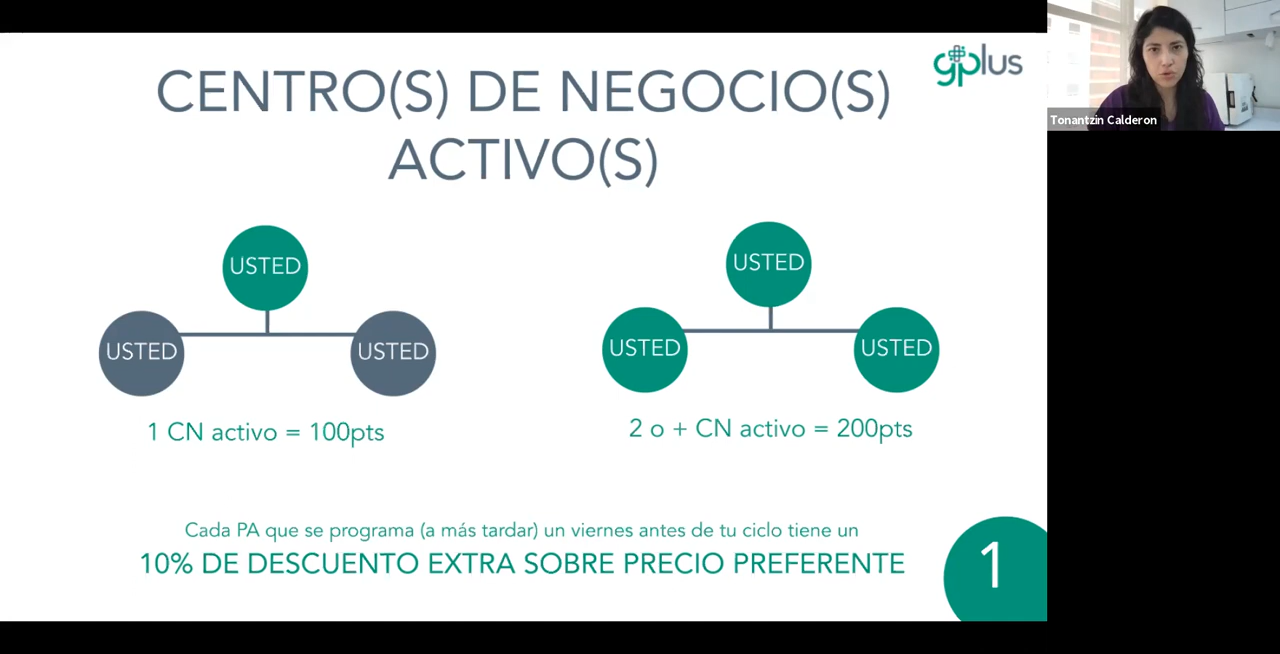 gplus
Tonantzin Calderon
CENTRO(S) DE NEGOCIO(S)
ACTIVO(S)
USTED
USTED
USTED
1 CN activo = 100pts
USTED
USTED
USTED
2 o + CN activo = 200pts
Cada PA que se programa (a más tardar) un viernes antes de tu ciclo tiene un
10% DE DESCUENTO EXTRA SOBRE PRECIO PREFERENTE
1